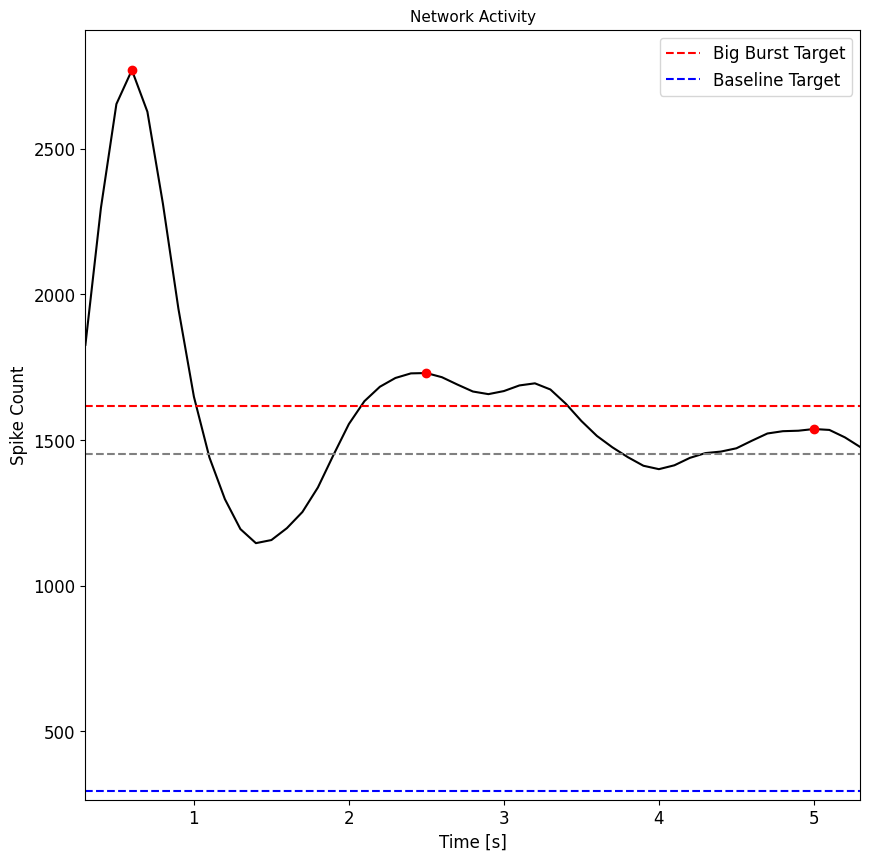 Network Activity
Big Burst Target
Baseline Target
Spike Count
2500
2000
1500
1000
500
1 2 3 4 5
Time [s]